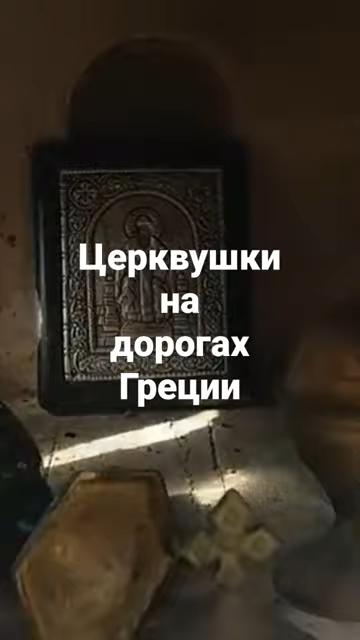 Церквушки
на
дорогах
Греции